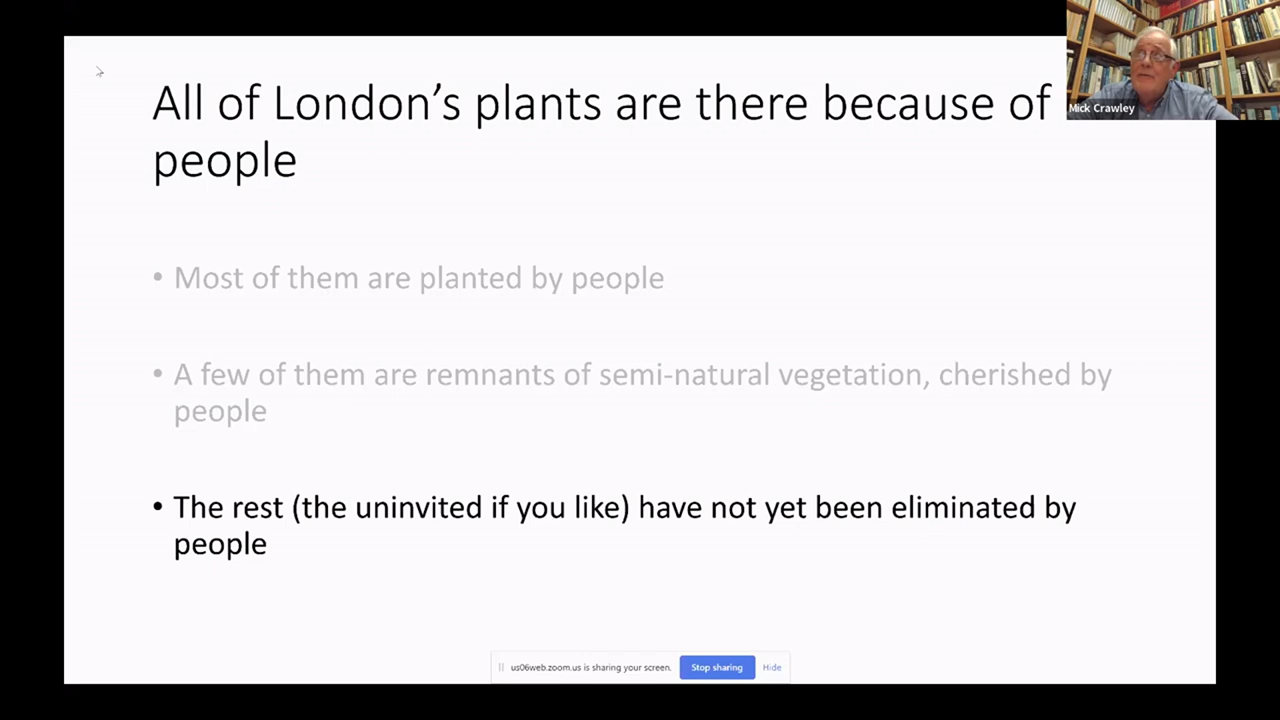 All of London's plants are there because of
people
Mick Crawley
• Most of them are planted by people
• A few of them are remnants of semi-natural vegetation, cherished by
people
• The rest (the uninvited if you like) have not yet been eliminated by
people
us06web.zoom.us is sharing your screen. Stop sharing Hide